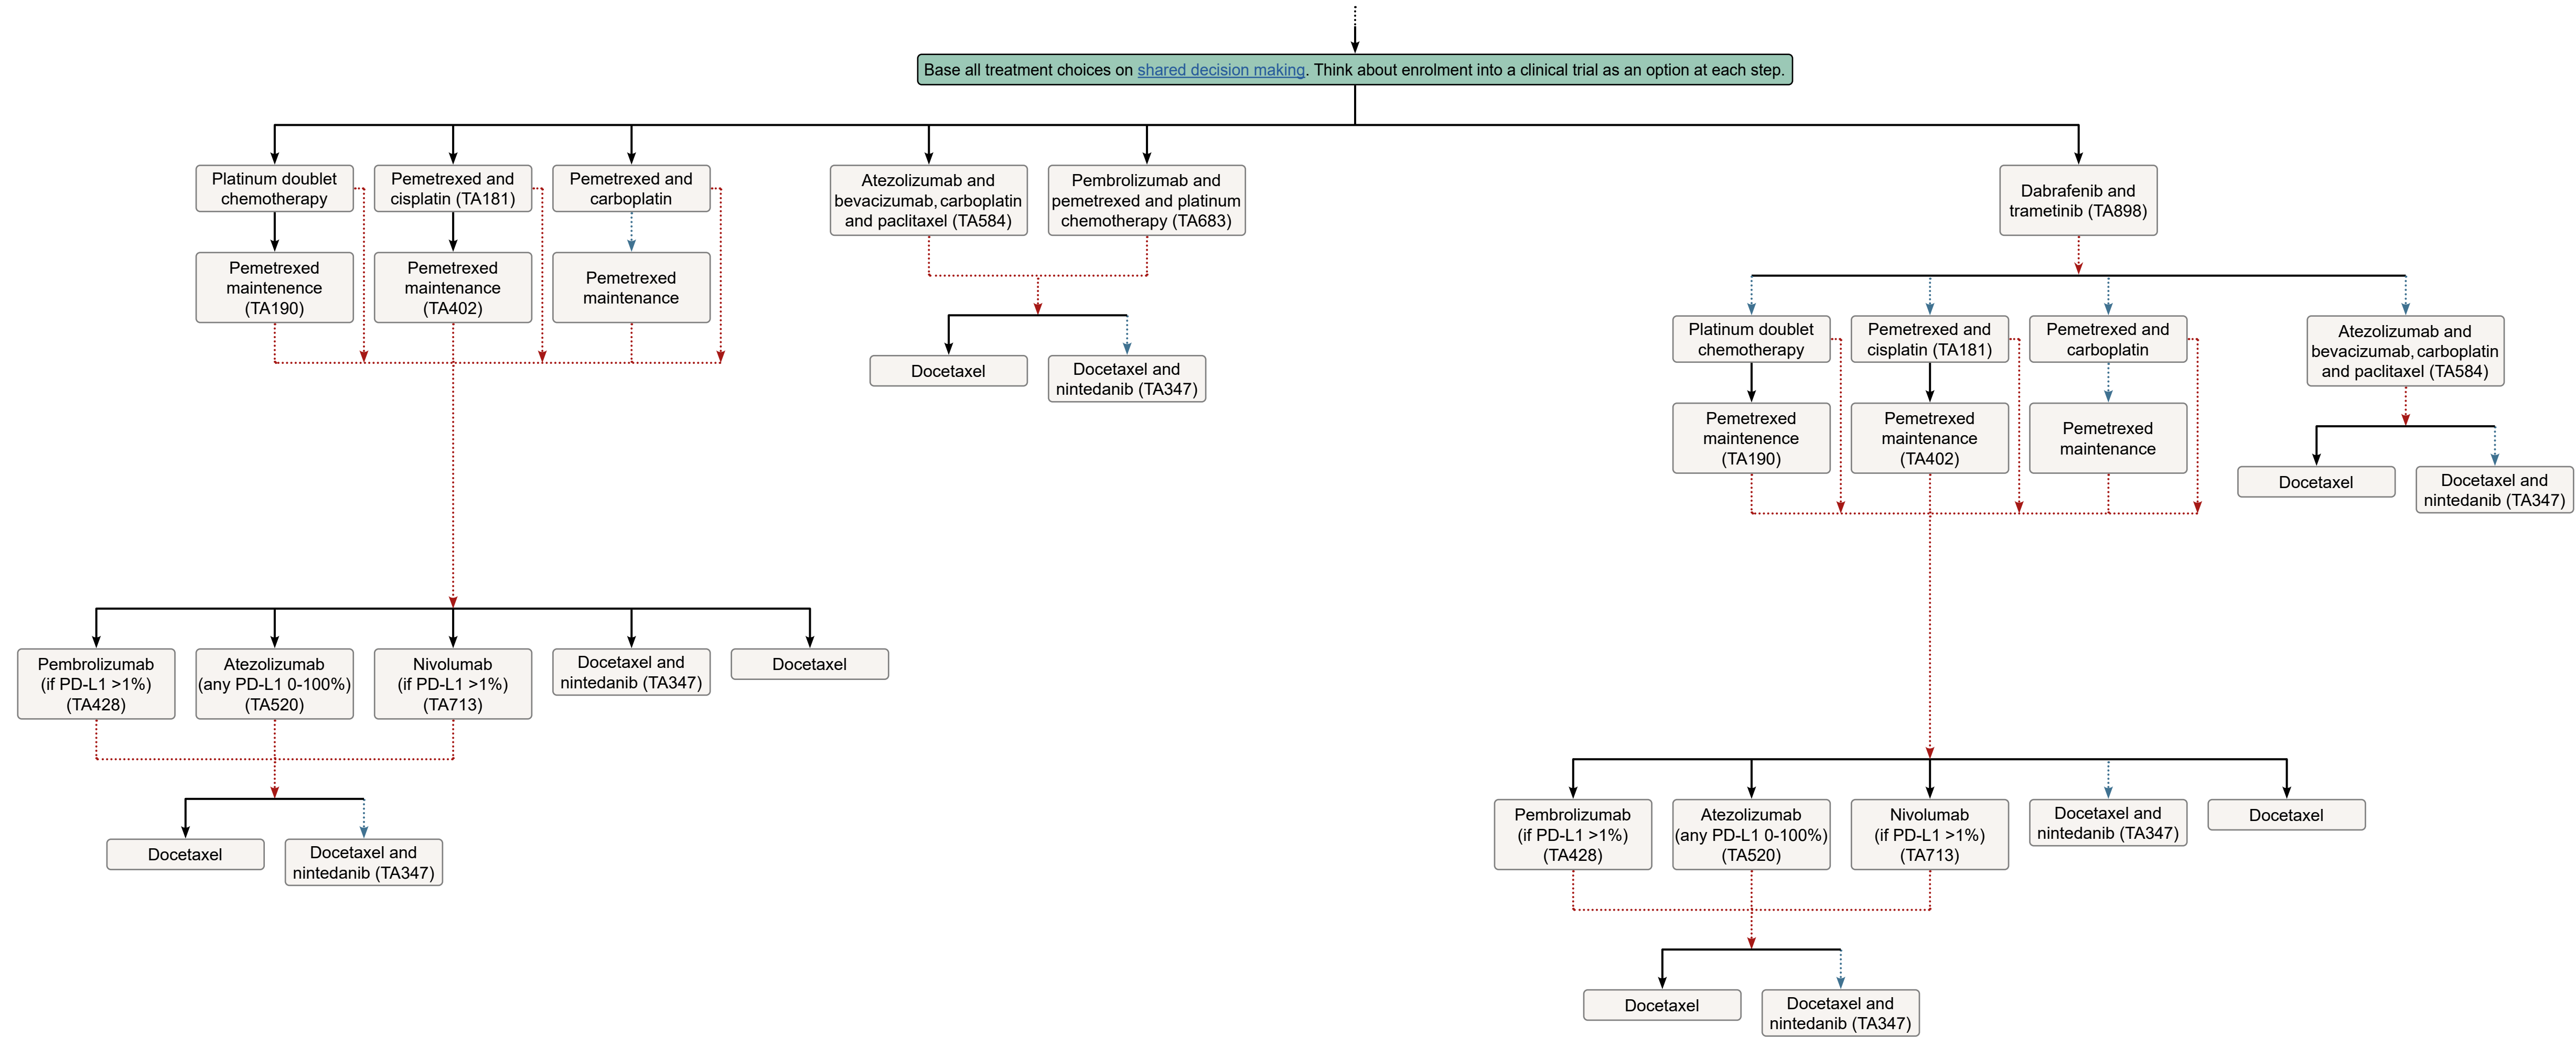 Base all treatment choices on shared decision making. Think about enrolment into a clinical trial as an option at each step.
Platinum doublet
chemotherapy
Pemetrexed and
cisplatin (TA181)
Pemetrexed and
carboplatin
Atezolizumab and
bevacizumab, carboplatin
and paclitaxel (TA584)
Pembrolizumab and
pemetrexed and platinum
chemotherapy (TA683)
Dabrafenib and
trametinib (TA898)
Pemetrexed
maintenence
(TA190)
Pemetrexed
maintenance
(TA402)
Pemetrexed
maintenance
Docetaxel
Docetaxel and
nintedanib (TA347)
Platinum doublet
chemotherapy
Pemetrexed and
cisplatin (TA181)
Pemetrexed and
carboplatin
Atezolizumab and
bevacizumab, carboplatin
and paclitaxel (TA584)
Pemetrexed
maintenence
(TA190)
Pemetrexed
maintenance
(TA402)
Pemetrexed
maintenance
Docetaxel
Docetaxel and
nintedanib (TA347)
Pembrolizumab
(if PD-L1 >1%)
(TA428)
Atezolizumab
(any PD-L1 0-100%)
(TA520)
Nivolumab
(if PD-L1 >1%)
(TA713)
Docetaxel and
nintedanib (TA347)
Docetaxel
Docetaxel
Docetaxel and
nintedanib (TA347)
Pembrolizumab
(if PD-L1 >1%)
(TA428)
Atezolizumab
(any PD-L1 0-100%)
(TA520)
Nivolumab
(if PD-L1 >1%)
(TA713)
Docetaxel and
nintedanib (TA347)
Docetaxel
Docetaxel
Docetaxel and
nintedanib (TA347)